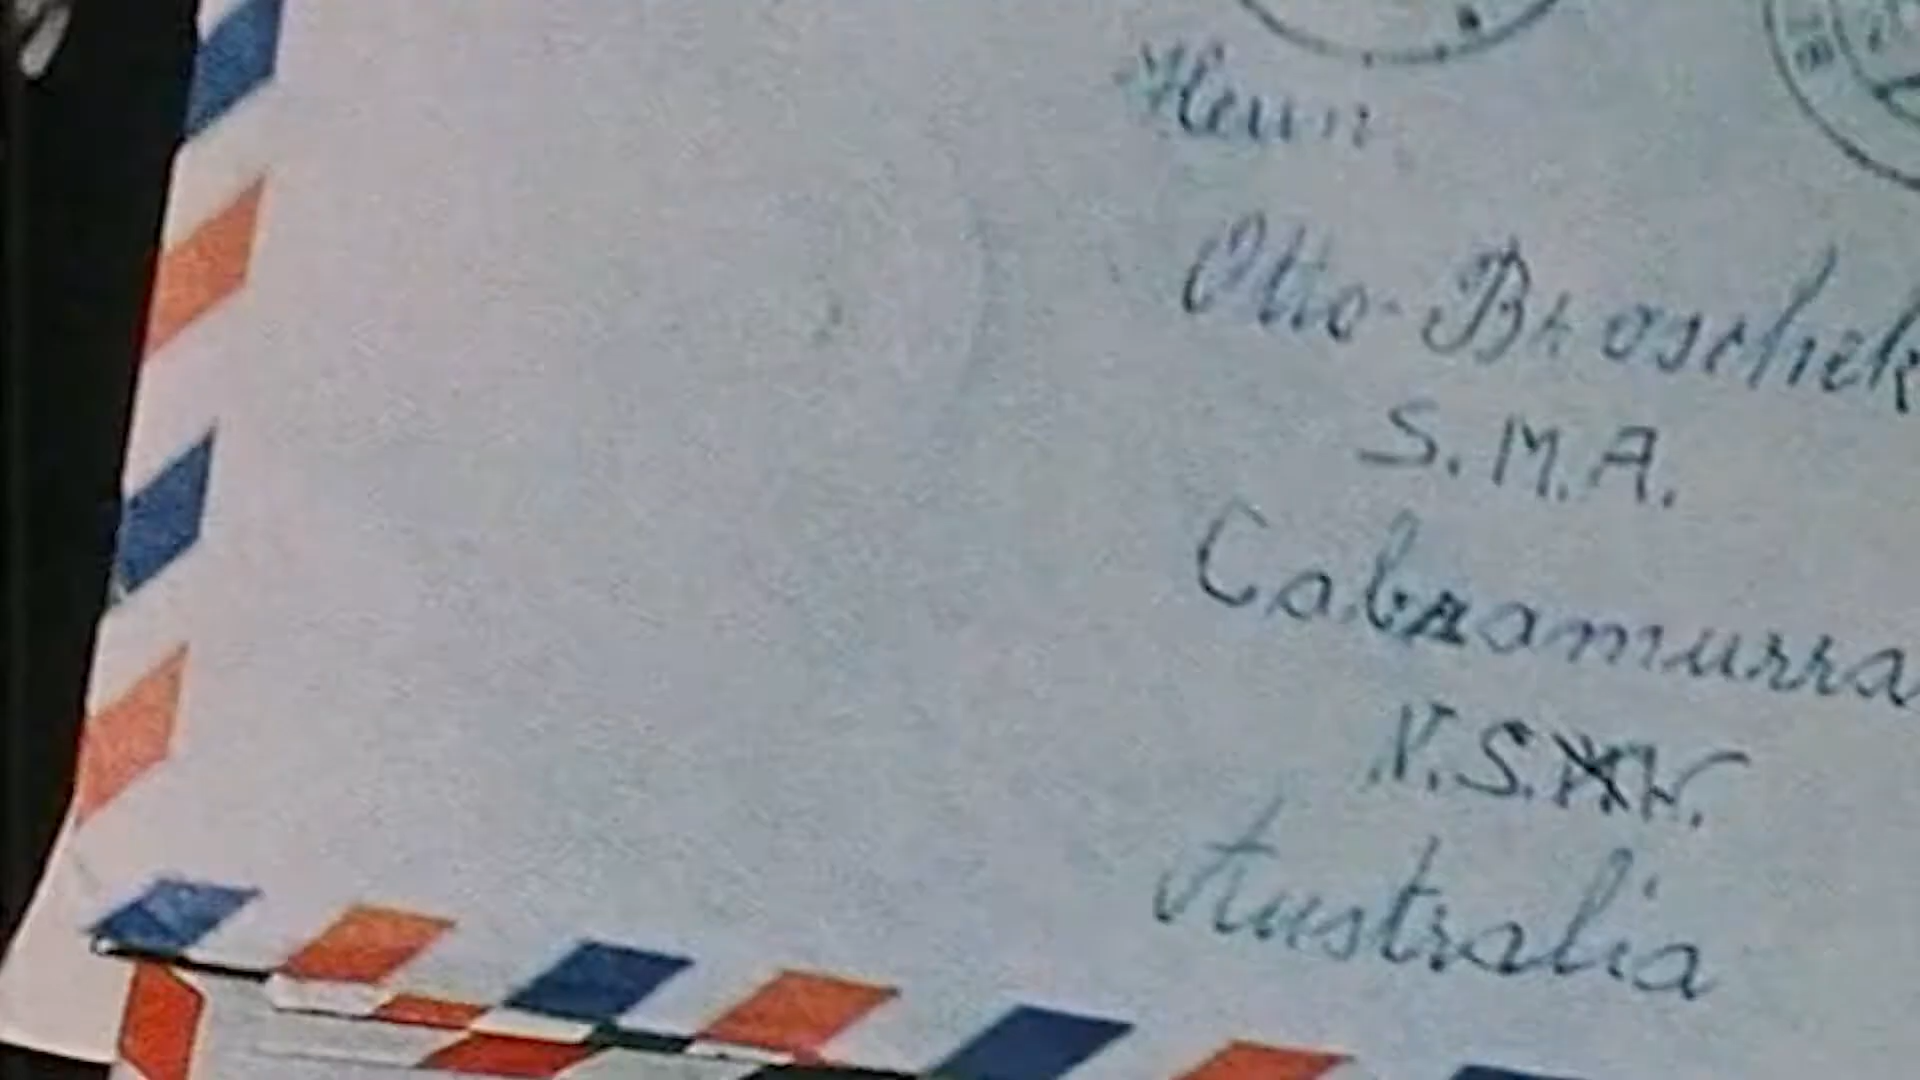 Herrn
Otto Broschek
S.M.A.
Cabramurra
N.S.W.
Australia